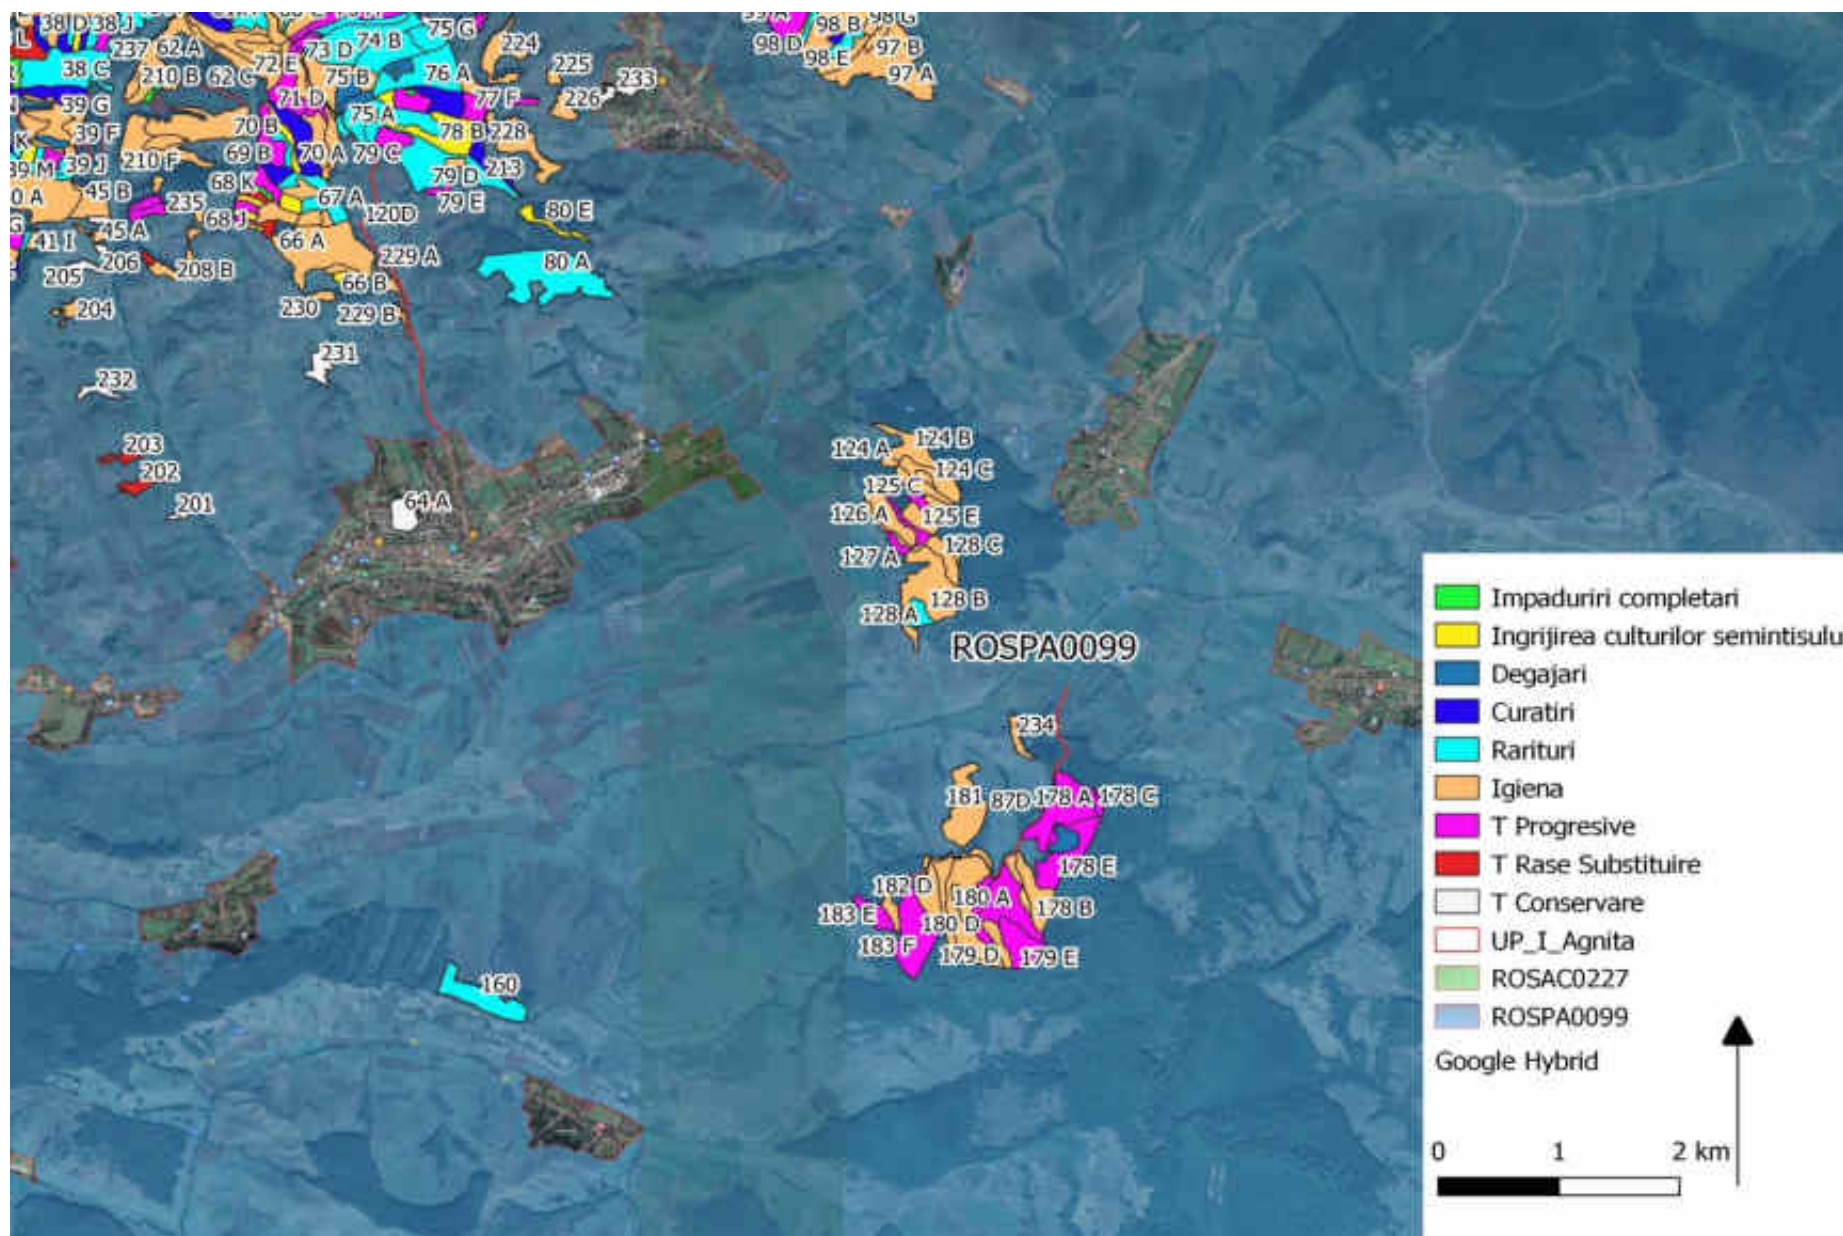 38 D
38 J
75 G
224
98 B
98 G
L
237
62 A
73 D
74 B
98 D
97 B
38 C
210 B
62 C
72 E
75 B
76 A
225
233
98 E
97 A
39 G
71 D
77 F
226
75 A
K
39 F
70 B
78 B
228
39 M
39 J
210 F
69 B
70 A
79 C
213
0 A
45 B
68 K
79 D
67 A
79 E
G
235
68 J
120D
80 E
41 I
45 A
66 A
205
206
208 B
229 A
80 A
66 B
204
230
229 B
231
232
203
202
201
64 A
124 A
124 B
124 C
125 C
126 A
125 E
127 A
128 C
128 A
128 B
ROSPA0099
234
181
87D
178 A
178 C
178 E
182 D
180 A
183 E
180 D
178 B
183 F
179 D
179 E
160
Impaduriri completari
Ingrijirea culturilor semintisulu
Degajari
Curatiri
Rarituri
Igiena
T Progresive
T Rase Substituire
T Conservare
UP_I_Agnita
ROSAC0227
ROSPA0099
Google Hybrid
0 1 2 km